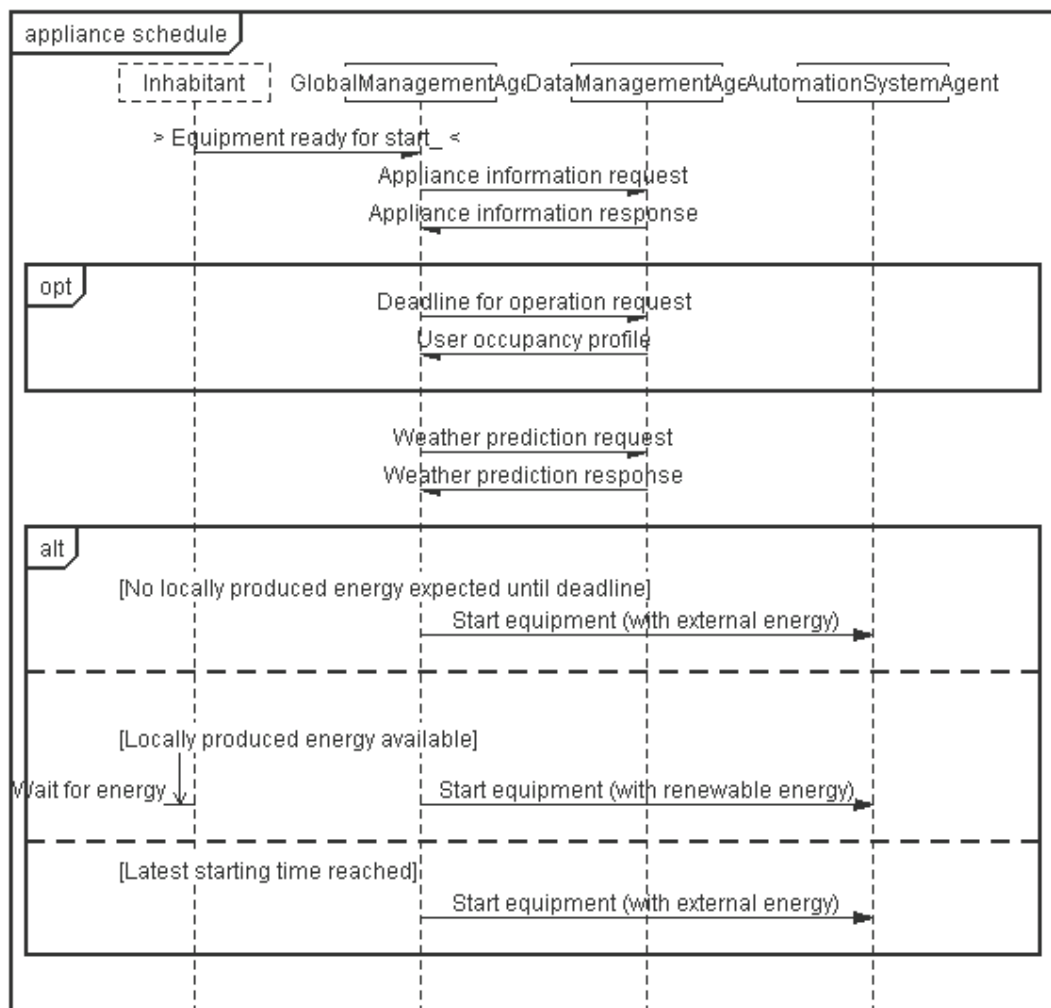 appliance schedule
Inhabitant GlobalManagementAge DataManagementAge AutomationSystemAgent
> Equipment ready for start_ <
Appliance information request
Appliance information response
opt
Deadline for operation request
User occupancy profile
Weather prediction request
Weather prediction response
alt
[No locally produced energy expected until deadline]
Start equipment (with external energy)
[Locally produced energy available]
Wait for energy Start equipment (with renewable energy)
[Latest starting time reached]
Start equipment (with external energy)